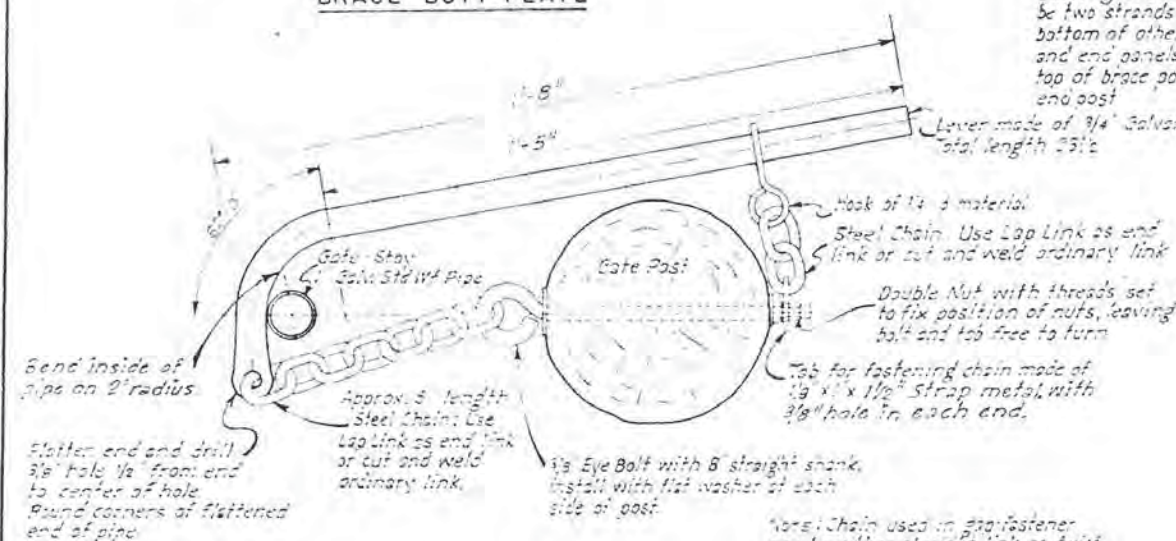 BRACE BUTT PLATE
be two strands
bottom of other
and end panels
top of brace
end post
1'-8"
1'-5"
Lever made of 3/4" Galv
Total length
Hook of material
Steel Chain. Use Lap Link as end
link or cut and weld ordinary link
Gate Stay
Galv. Std Wt Pipe
Gate Post
Double Nut with threads set
to fix position of nuts, leaving
bolt and tab free to turn
Bend inside of
pipe on 2" radius.
Tab for fastening chain made of
1/8" x 1" x 1 1/2" Strap metal, with
3/8" hole in each end.
Approx. length
Steel Chain: Use
Lap Link as end link
or cut and weld
ordinary link.
Flatten end and drill
3/8" hole 1/2" from end
to center of hole
Round corners of flattened
end of pipe
Eye Bolt with 8" straight shank,
install with flat washer at each
side of post
Note: Chain used in fastener